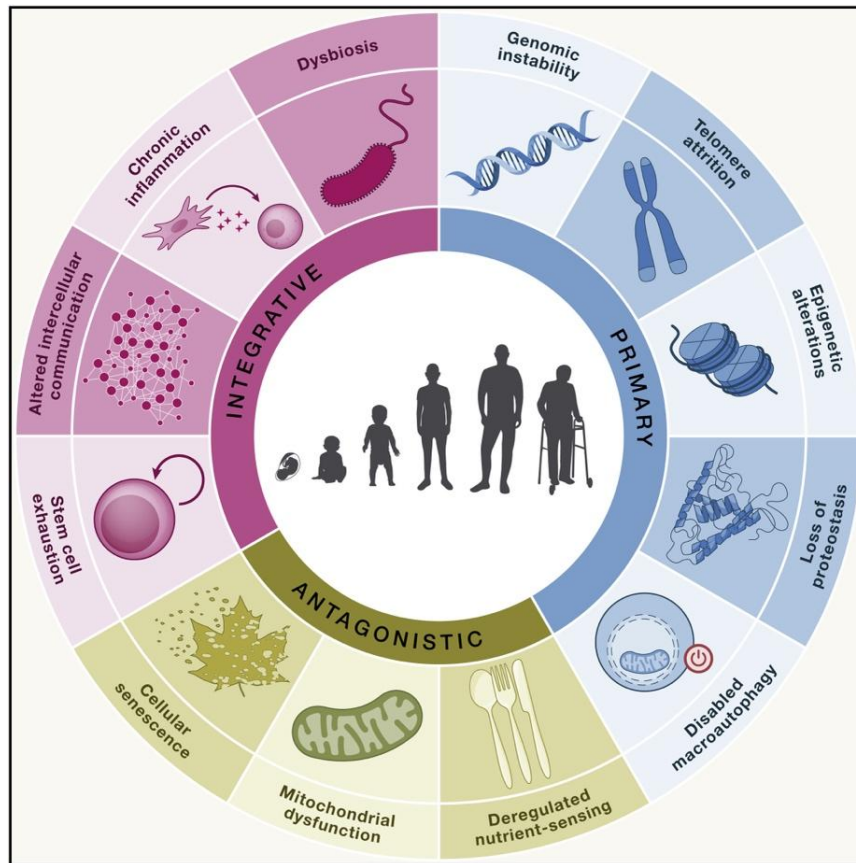 Genomic
instability
Telomere
attrition
Epigenetic
alterations
Loss of
proteostasis
Disabled
macroautophagy
Deregulated
nutrient-sensing
Mitochondrial
dysfunction
Cellular
senescence
Stem cell
exhaustion
Altered intercellular
communication
Chronic
inflammation
Dysbiosis
PRIMARY
ANTAGONISTIC
INTEGRATIVE